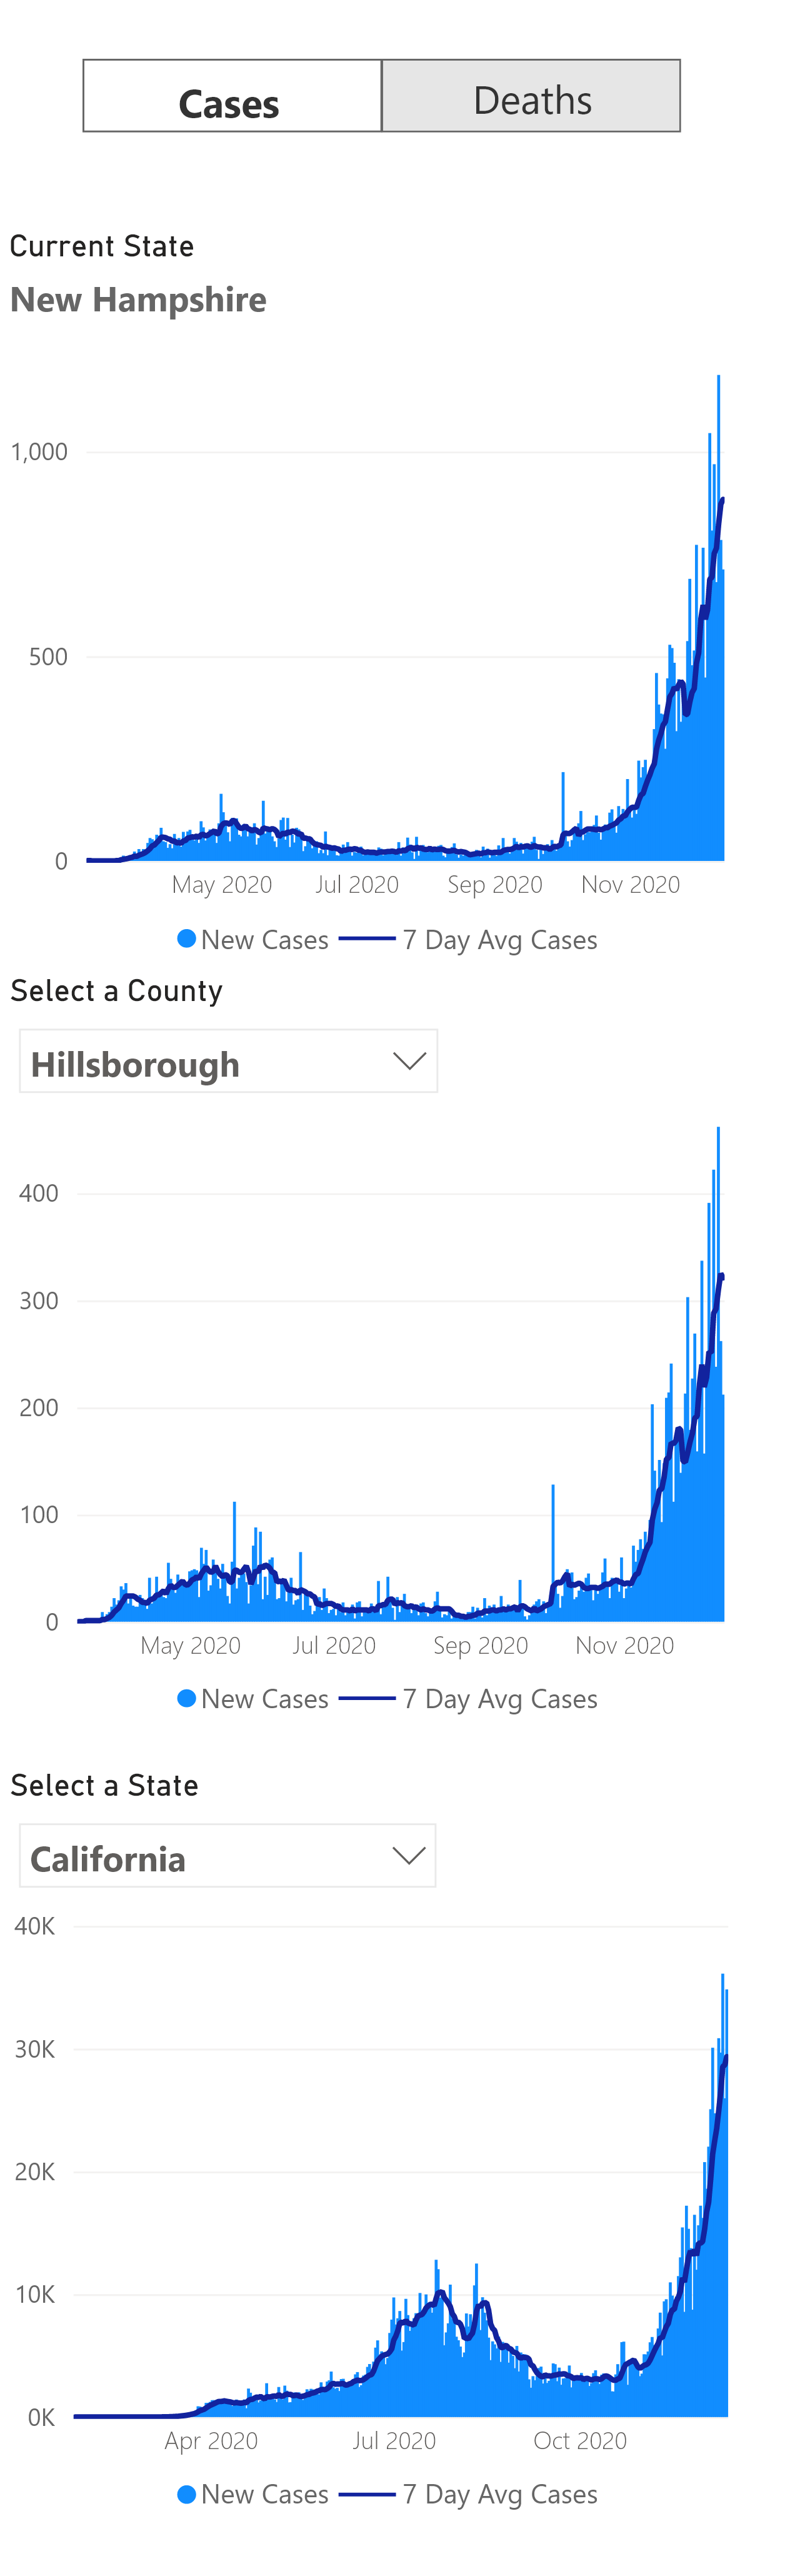 Cases Deaths
Current State
New Hampshire
1,000
500
0
May 2020 Jul 2020 Sep 2020 Nov 2020
New Cases 7 Day Avg Cases
Select a County
Hillsborough
400
300
200
100
0
May 2020 Jul 2020 Sep 2020 Nov 2020
New Cases 7 Day Avg Cases
Select a State
California
40K
30K
20K
10K
0K
Apr 2020 Jul 2020 Oct 2020
New Cases 7 Day Avg Cases